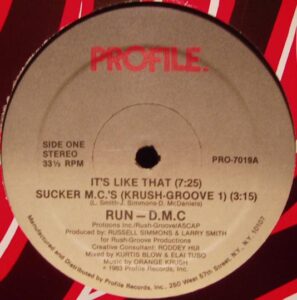 PROFILE.
SIDE ONE
STEREO
33⅓ RPM
PRO-7019A
IT'S LIKE THAT (7:25)
SUCKER M.C.'S (KRUSH-GROOVE 1) (3:15)
(L. Smith-J. Simmons-D. McDaniels)
RUN – D.M.C
Protoons Inc./Rush-Groove/ASCAP
Produced by: RUSSELL SIMMONS & LARRY SMITH
for Rush-Groove Productions
Creative Consultant: RODDEY HUI
Mixed by KURTIS BLOW & ELAI TUBO
Music by ORANGE KRUSH
℗ 1983 Profile Records, Inc.
Manufactured and Distributed by Profile Records, Inc., 250 West 57th Street, N.Y., N.Y. 10107